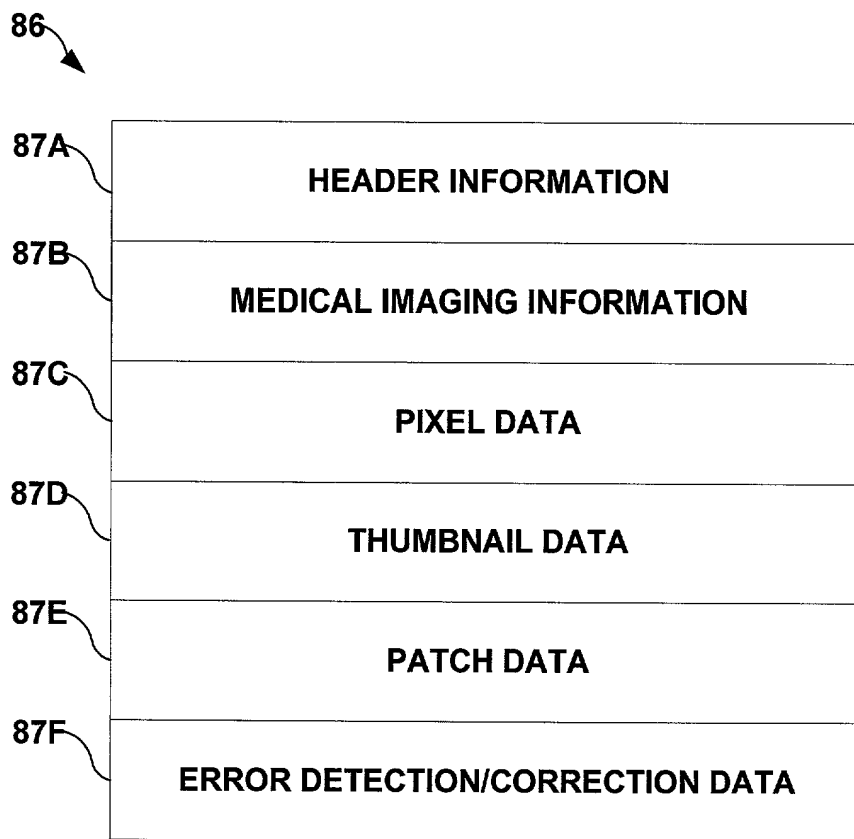 86
87A
HEADER INFORMATION
87B
MEDICAL IMAGING INFORMATION
87C
PIXEL DATA
87D
THUMBNAIL DATA
87E
PATCH DATA
87F
ERROR DETECTION/CORRECTION DATA